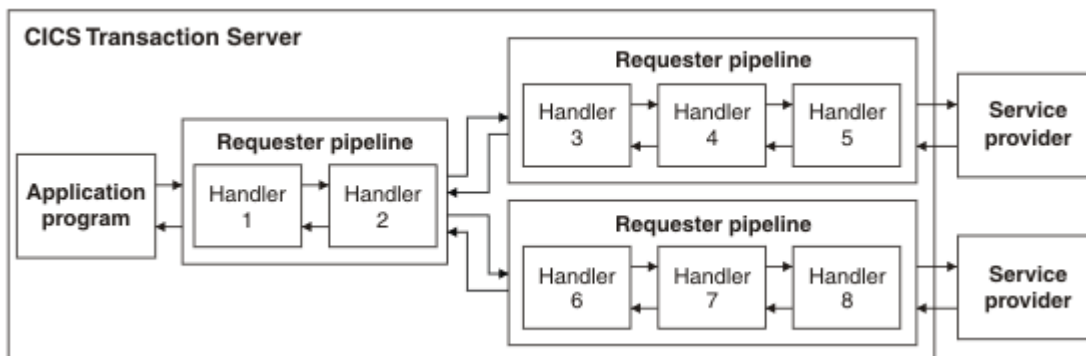 CICS Transaction Server
Requester pipeline
Handler
3
Handler
4
Handler
5
Service
provider
Requester pipeline
Application
program
Handler
1
Handler
2
Requester pipeline
Handler
6
Handler
7
Handler
8
Service
provider